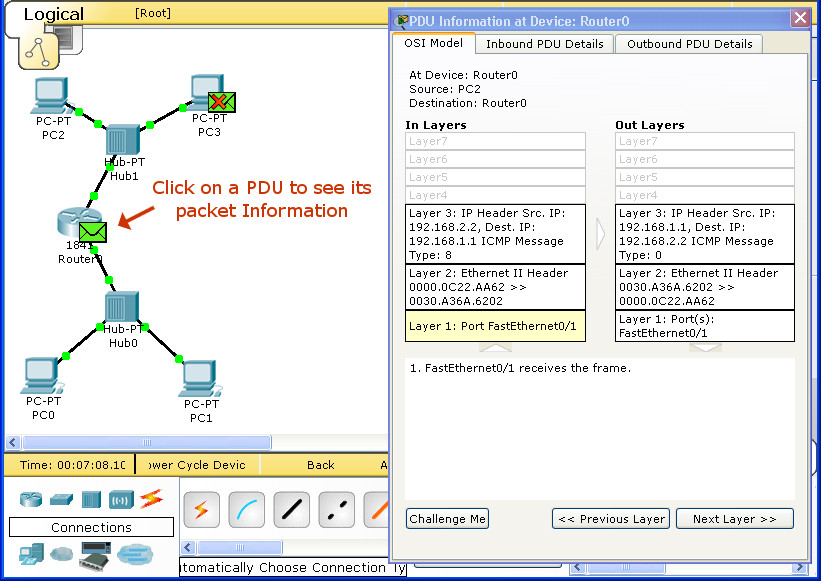 Logical
[Root]
PC-PT
PC2
PC-PT
PC3
Hub-PT
Hub1
Click on a PDU to see its
packet Information
1841
Router0
Hub-PT
Hub0
PC-PT
PC0
PC-PT
PC1
Time: 00:07:08.10
ower Cycle Devic
Back
A
Connections
utomatically Choose Connection Ty
PDU Information at Device: Router0
OSI Model
Inbound PDU Details
Outbound PDU Details
At Device: Router0
Source: PC2
Destination: Router0
In Layers
Layer7
Layer6
Layer5
Layer4
Layer 3: IP Header Src. IP:
192.168.2.2, Dest. IP:
192.168.1.1 ICMP Message
Type: 8
Layer 2: Ethernet II Header
0000.0C22.AA62 >>
0030.A36A.6202
Layer 1: Port FastEthernet0/1
Out Layers
Layer7
Layer6
Layer5
Layer4
Layer 3: IP Header Src. IP:
192.168.1.1, Dest. IP:
192.168.2.2 ICMP Message
Type: 0
Layer 2: Ethernet II Header
0030.A36A.6202 >>
0000.0C22.AA62
Layer 1: Port(s):
FastEthernet0/1
1. FastEthernet0/1 receives the frame.
Challenge Me
<< Previous Layer
Next Layer >>